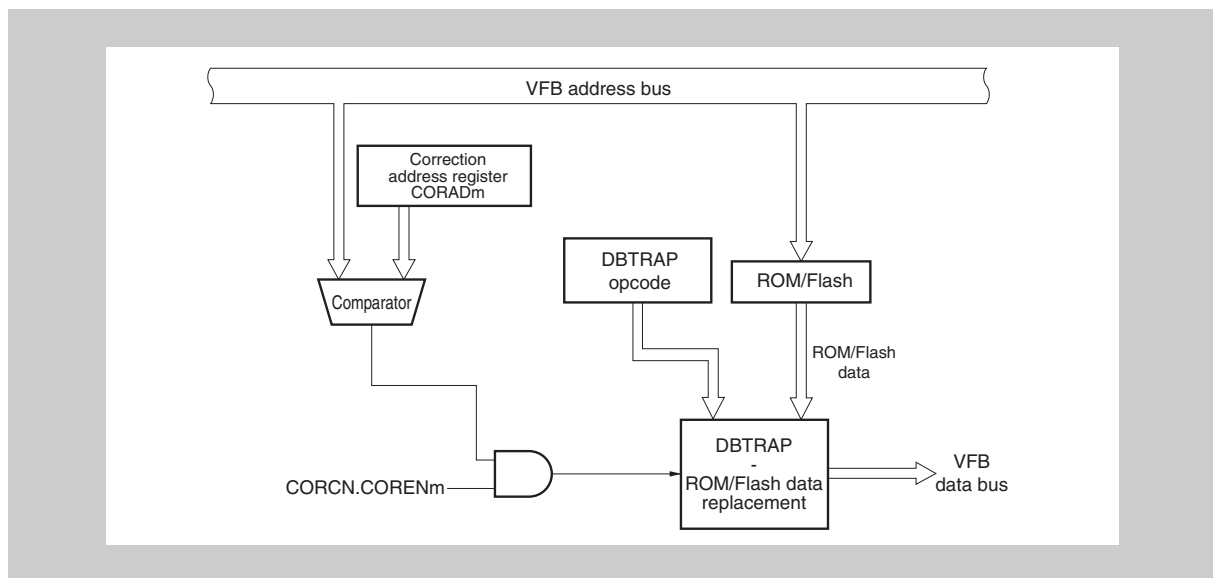 VFB address bus
Correction
address register
CORADm
DBTRAP
opcode
ROM/Flash
Comparator
ROM/Flash
data
DBTRAP
-
ROM/Flash data
replacement
VFB
data bus
CORCN.CORENm